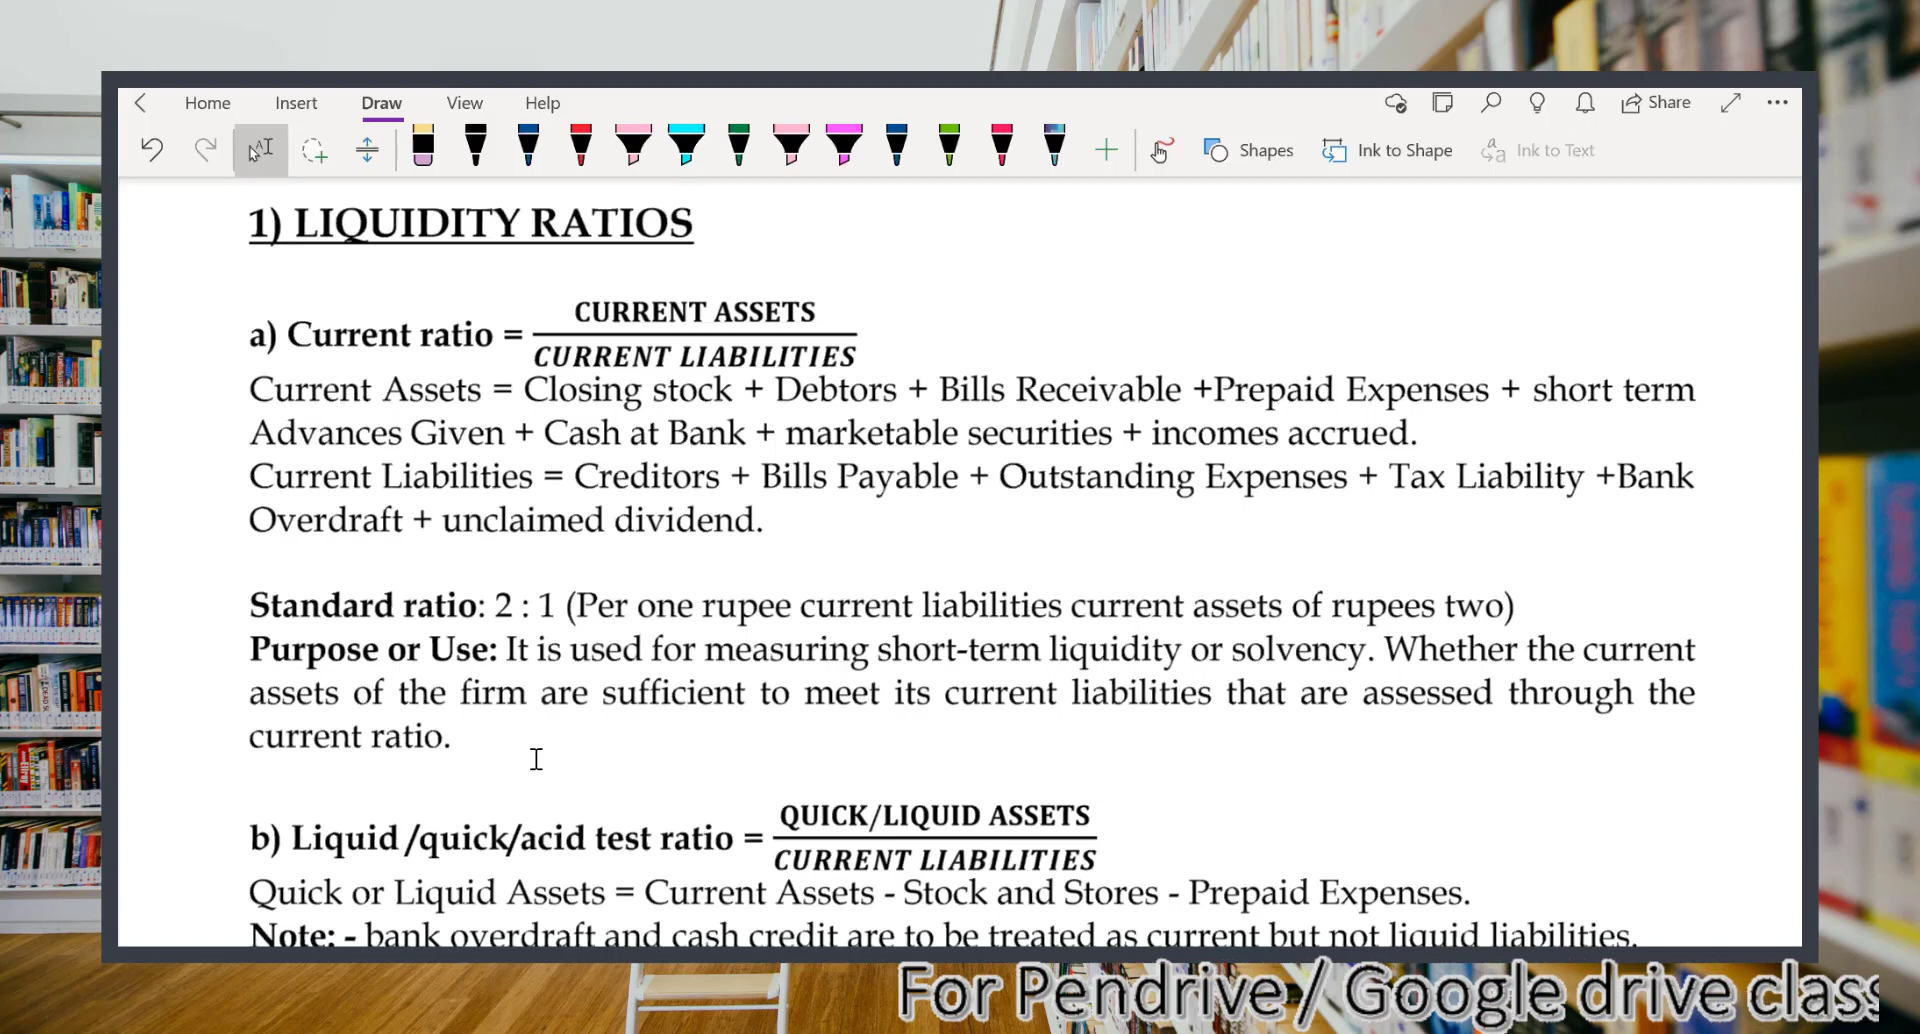 Home Insert Draw View Help Share
Shapes Ink to Shape Ink to Text
1) LIQUIDITY RATIOS
CURRENT ASSETS
a) Current ratio =
CURRENT LIABILITIES
Current Assets = Closing stock + Debtors + Bills Receivable +Prepaid Expenses + short term
Advances Given + Cash at Bank + marketable securities + incomes accrued.
Current Liabilities = Creditors + Bills Payable + Outstanding Expenses + Tax Liability +Bank
Overdraft + unclaimed dividend.
Standard ratio: 2 : 1 (Per one rupee current liabilities current assets of rupees two)
Purpose or Use: It is used for measuring short-term liquidity or solvency. Whether the current
assets of the firm are sufficient to meet its current liabilities that are assessed through the
current ratio.
QUICK/LIQUID ASSETS
b) Liquid /quick/acid test ratio =
CURRENT LIABILITIES
Quick or Liquid Assets = Current Assets - Stock and Stores - Prepaid Expenses.
Note: - bank overdraft and cash credit are to be treated as current but not liquid liabilities.
For Pendrive / Google drive class